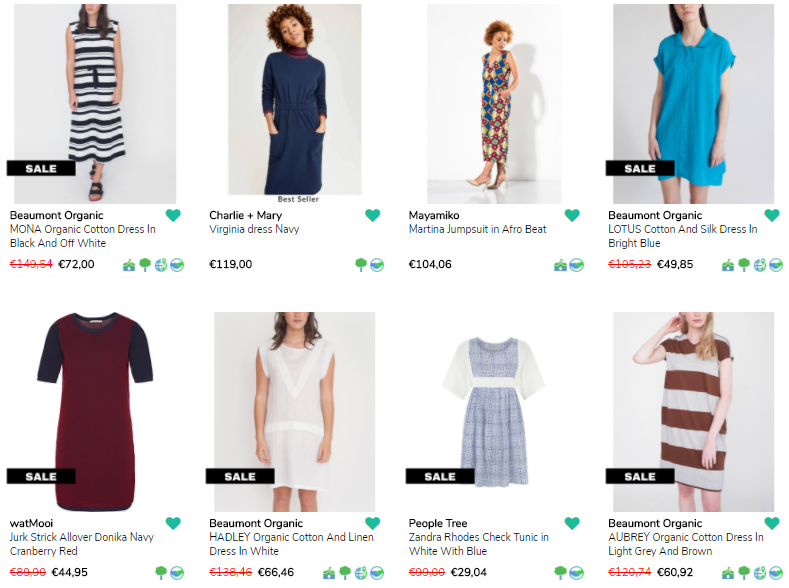 SALE
Best Seller
SALE
Beaumont Organic
MONA Organic Cotton Dress In
Black And Off White
€149,54 €72,00
Charlie + Mary
Virginia dress Navy
€119,00
Mayamiko
Martina Jumpsuit in Afro Beat
€104,06
Beaumont Organic
LOTUS Cotton And Silk Dress In
Bright Blue
€105,23 €49,85
SALE
SALE
SALE
SALE
watMooi
Jurk Strick Allover Donika Navy
Cranberry Red
€89,90 €44,95
Beaumont Organic
HADLEY Organic Cotton And Linen
Dress In White
€138,46 €66,46
People Tree
Zandra Rhodes Check Tunic in
White With Blue
€99,00 €29,04
Beaumont Organic
AUBREY Organic Cotton Dress In
Light Grey And Brown
€120,74 €60,92